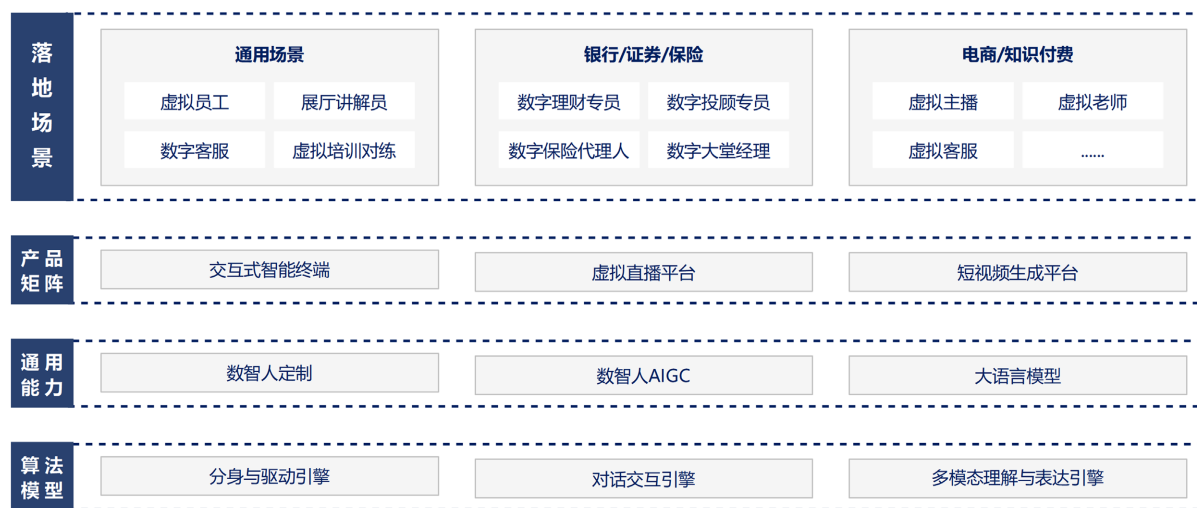 落地场景
通用场景
虚拟员工
展厅讲解员
数字客服
虚拟培训对练
银行/证券/保险
数字理财专员
数字投顾专员
数字保险代理人
数字大堂经理
电商/知识付费
虚拟主播
虚拟老师
虚拟客服
......
产品
矩阵
交互式智能终端
虚拟直播平台
短视频生成平台
通用
能力
数智人定制
数智人AIGC
大语言模型
算法
模型
分身与驱动引擎
对话交互引擎
多模态理解与表达引擎